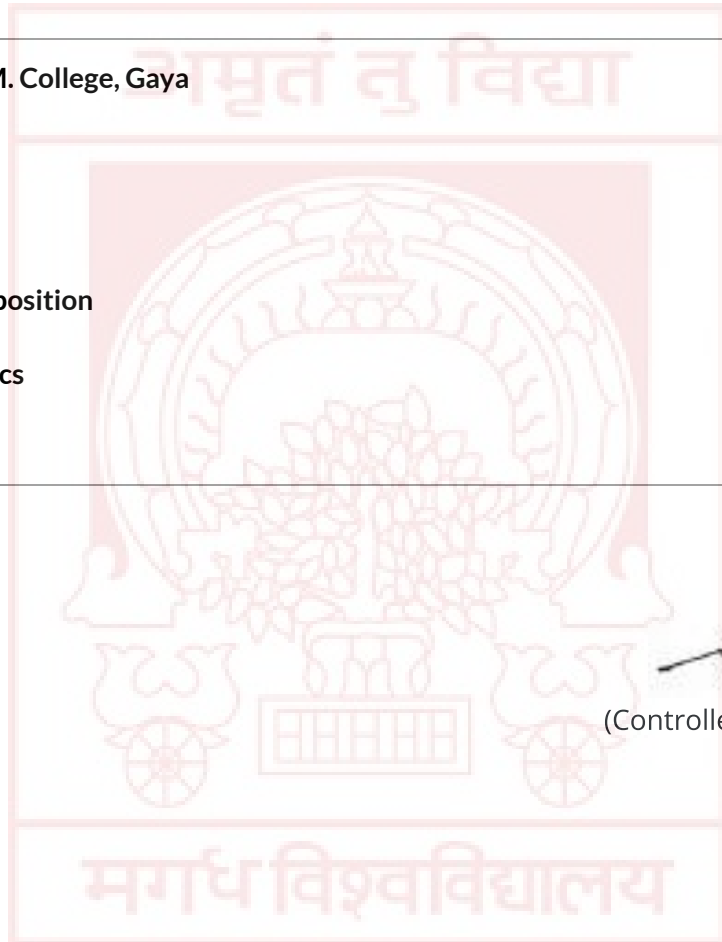 अमृतं तु विद्या
M. College, Gaya
position
cs
(Controlle
मगध विश्वविद्यालय